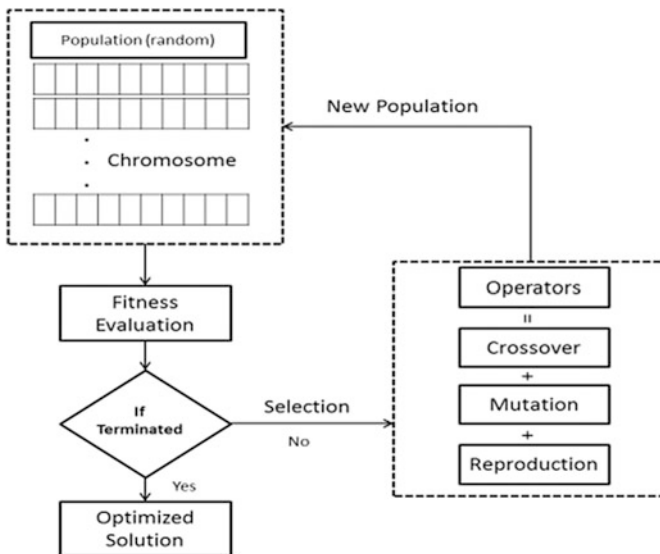 Population (random)
Chromosome
New Population
Fitness
Evaluation
If
Terminated
Selection
No
Yes
Optimized
Solution
Operators
=
Crossover
+
Mutation
+
Reproduction